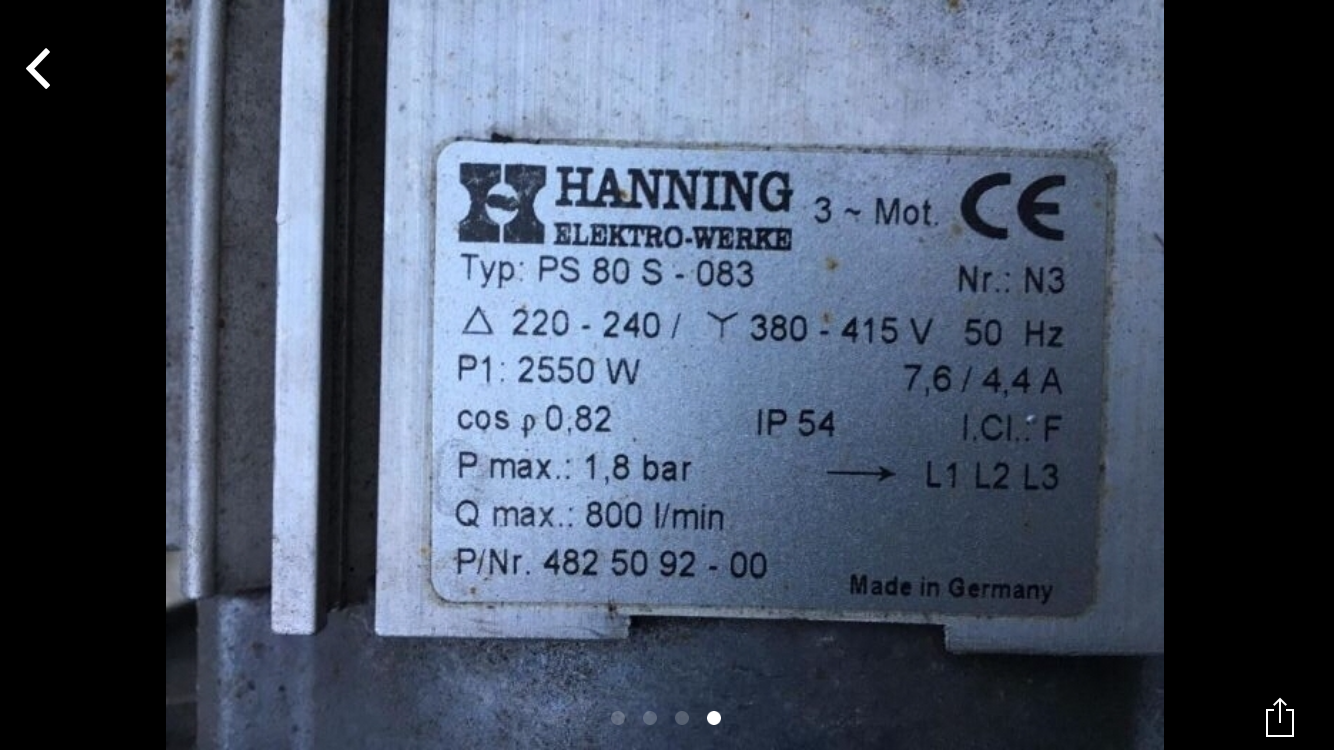 HANNING
ELEKTRO-WERKE
3 ~ Mot. CE
Typ: PS 80 S - 083 Nr.: N3
△ 220 - 240 / Y 380 - 415 V 50 Hz
P1: 2550 W 7,6 / 4,4 A
cos ρ 0,82 IP 54 I.Cl.: F
P max.: 1,8 bar → L1 L2 L3
Q max.: 800 l/min
P/Nr. 482 50 92 - 00
Made in Germany